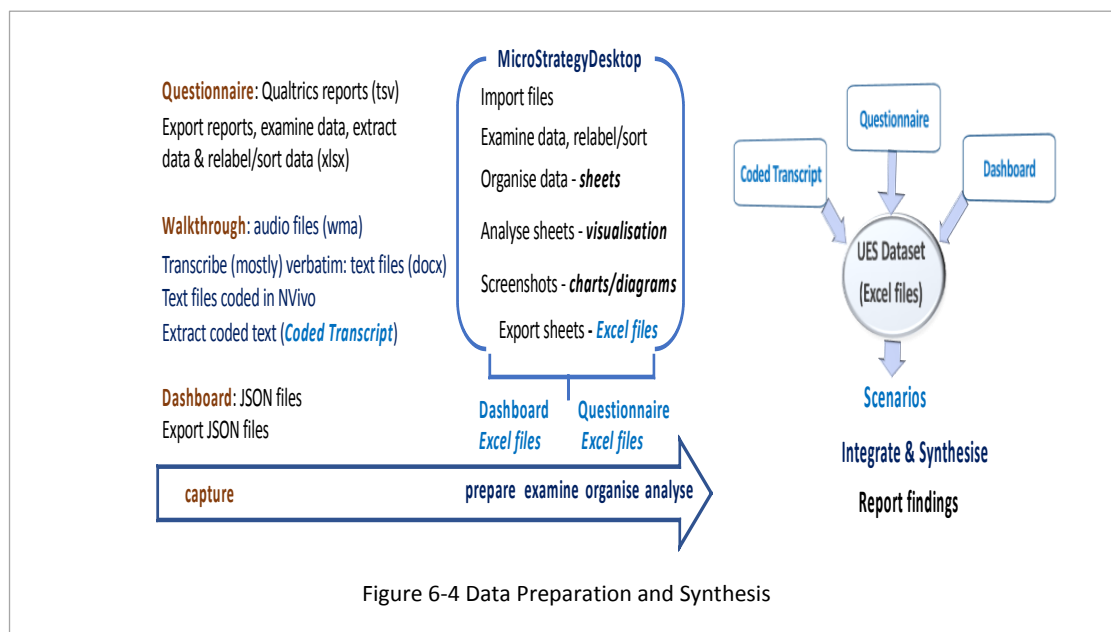 Questionnaire: Qualtrics reports (tsv)
Export reports, examine data, extract
data & relabel/sort data (xlsx)
Walkthrough: audio files (wma)
Transcribe (mostly) verbatim: text files (docx)
Text files coded in NVivo
Extract coded text (Coded Transcript)
Dashboard: JSON files
Export JSON files
MicroStrategyDesktop
Import files
Examine data, relabel/sort
Organise data - sheets
Analyse sheets - visualisation
Screenshots - charts/diagrams
Export sheets - Excel files
Dashboard
Excel files
Questionnaire
Excel files
capture
prepare examine organise analyse
Coded Transcript
Questionnaire
Dashboard
UES Dataset
(Excel files)
Scenarios
Integrate & Synthesise
Report findings
Figure 6-4 Data Preparation and Synthesis